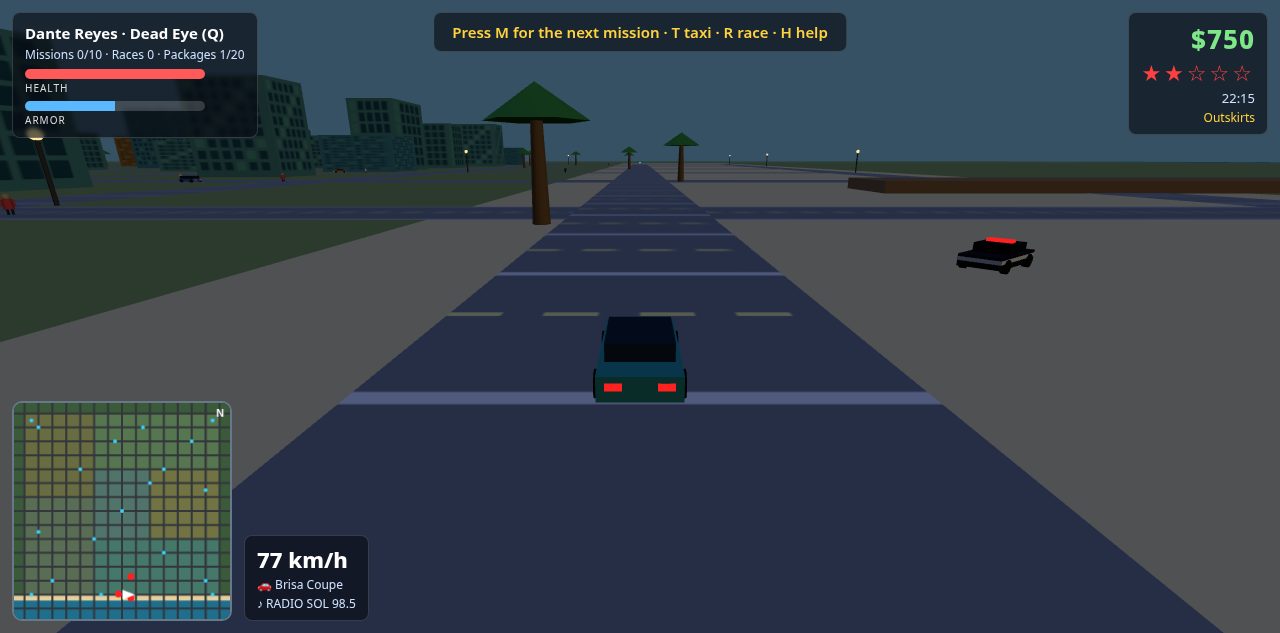 Dante Reyes · Dead Eye (Q)
Missions 0/10 · Races 0 · Packages 1/20
HEALTH
ARMOR
Press M for the next mission · T taxi · R race · H help
$750
★ ★ ☆ ☆ ☆
22:15
Outskirts
N
77 km/h
🚗 Brisa Coupe
♪ RADIO SOL 98.5